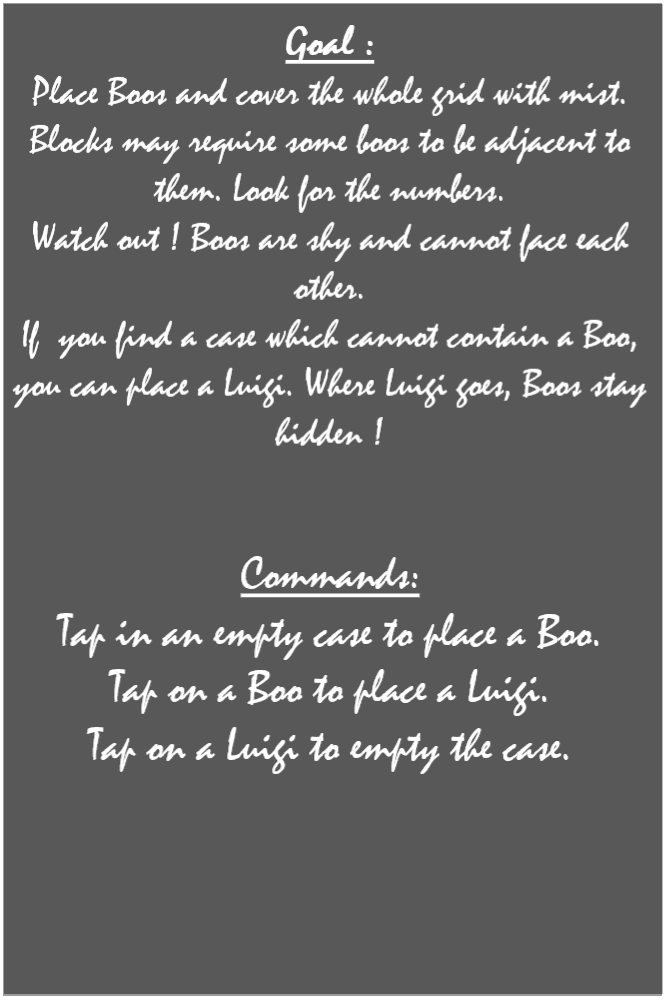 Goal :
Place Boos and cover the whole grid with mist.
Blocks may require some boos to be adjacent to
them. Look for the numbers.
Watch out ! Boos are shy and cannot face each
other.
If  you find a case which cannot contain a Boo,
you can place a Luigi. Where Luigi goes, Boos stay
hidden !
Commands:
Tap in an empty case to place a Boo.
Tap on a Boo to place a Luigi.
Tap on a Luigi to empty the case.